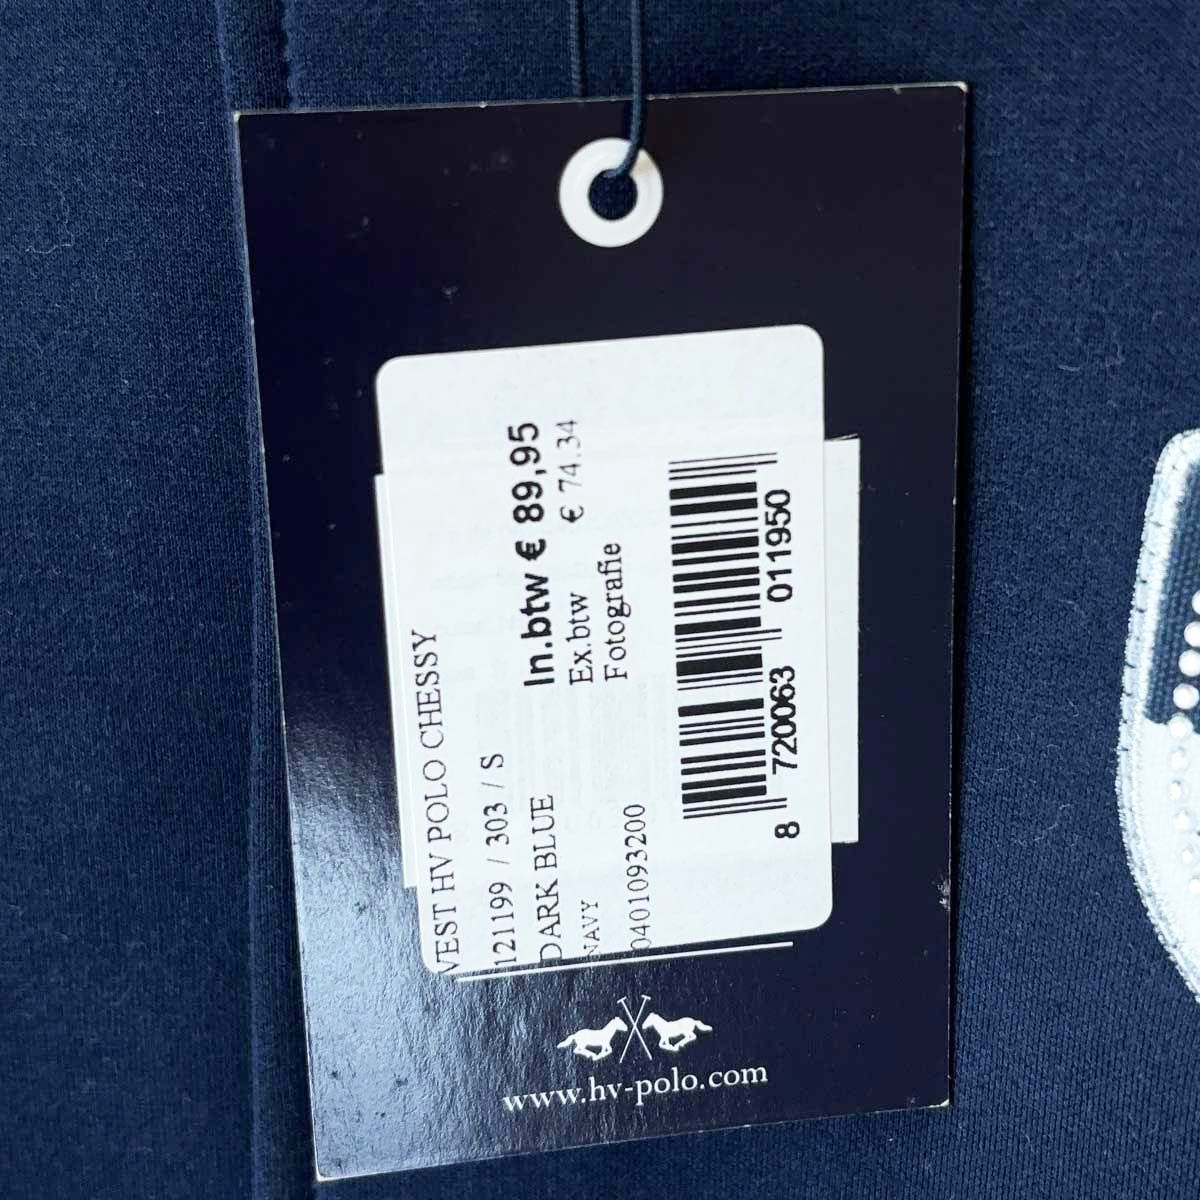 VEST HV POLO CHESSY
121199 / 303 / S
DARK BLUE
NAVY
In.btw € 89,95
Ex.btw € 74.34
Fotografie
0401093200
8 720063 011950
www.hv-polo.com